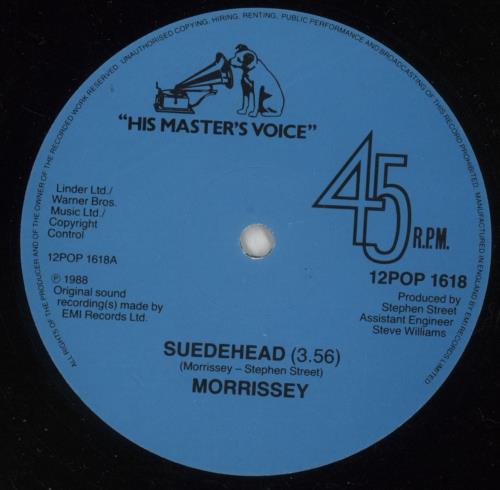 ALL RIGHTS OF THE PRODUCER AND OF THE OWNER OF THE RECORDED WORK RESERVED. UNAUTHORISED COPYING, HIRING, RENTING, PUBLIC PERFORMANCE AND BROADCASTING OF THIS RECORD PROHIBITED. MANUFACTURED IN ENGLAND BY EMI RECORDS LIMITED
"HIS MASTER'S VOICE"
Linder Ltd./
Warner Bros.
Music Ltd./
Copyright
Control
12POP 1618A
℗ 1988
Original sound
recording(s) made by
EMI Records Ltd.
45 R.P.M.
12POP 1618
Produced by
Stephen Street
Assistant Engineer
Steve Williams
SUEDEHEAD (3.56)
(Morrissey – Stephen Street)
MORRISSEY